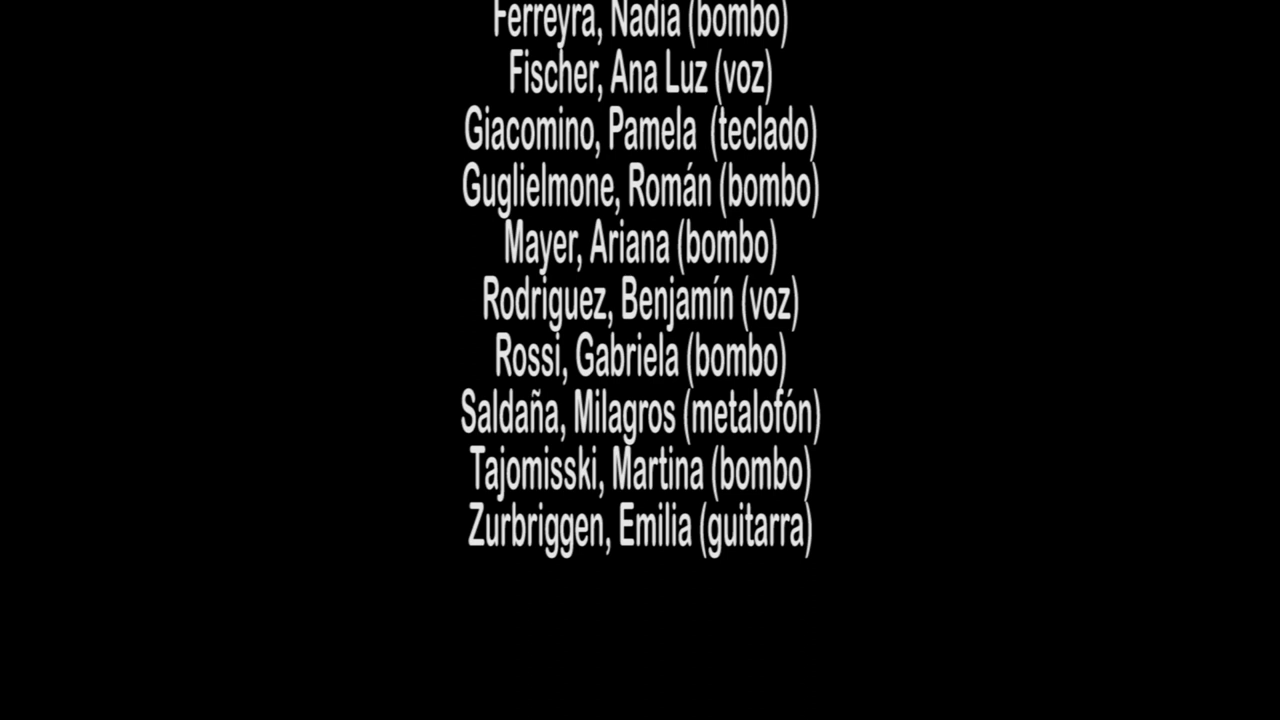 Ferreyra, Nadia (bombo)
Fischer, Ana Luz (voz)
Giacomino, Pamela (teclado)
Guglielmone, Román (bombo)
Mayer, Ariana (bombo)
Rodriguez, Benjamín (voz)
Rossi, Gabriela (bombo)
Saldaña, Milagros (metalofón)
Tajomisski, Martina (bombo)
Zurbriggen, Emilia (guitarra)